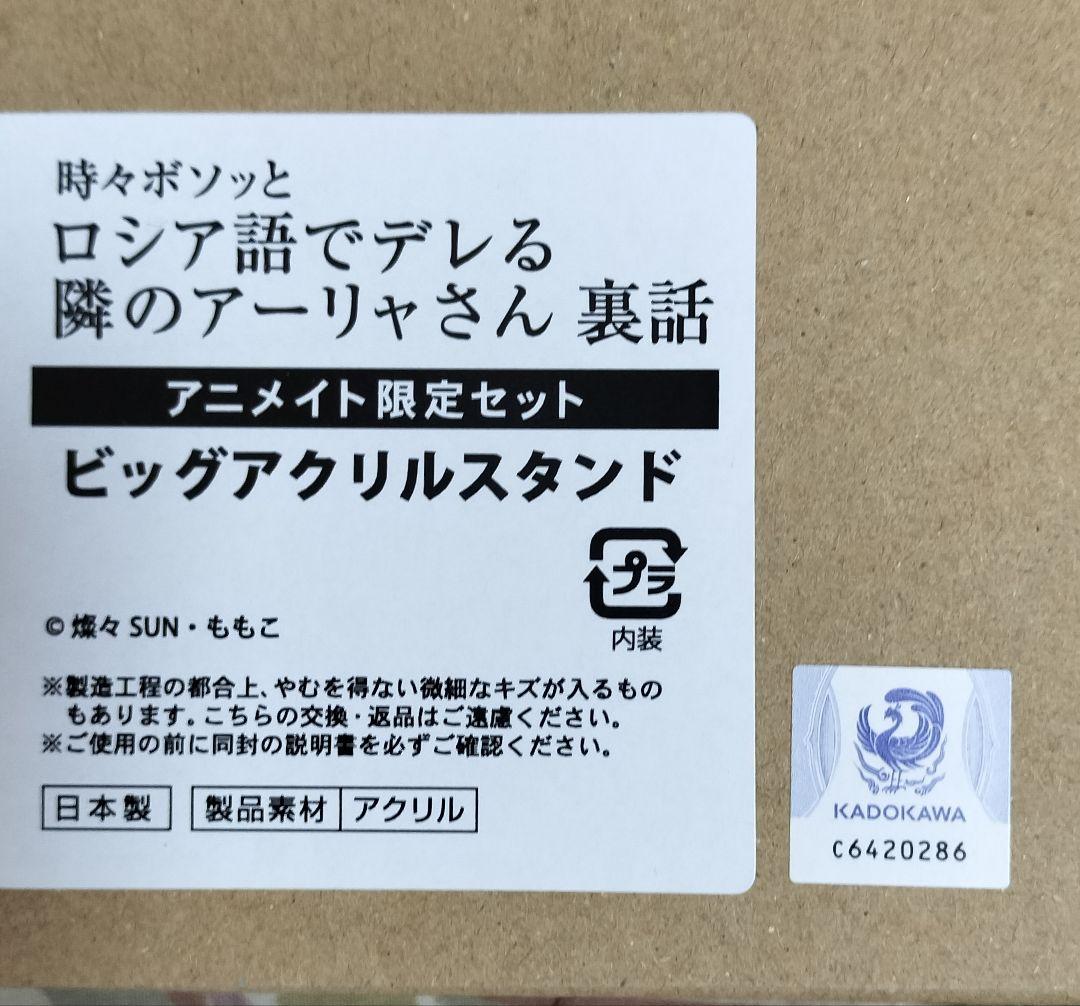 時々ボソッと
ロシア語でデレる
隣のアーリャさん 裏話
アニメイト限定セット
ビッグアクリルスタンド
プラ
内装
© 燦々SUN・ももこ
※製造工程の都合上、やむを得ない微細なキズが入るもの
もあります。こちらの交換・返品はご遠慮ください。
※ご使用の前に同封の説明書を必ずご確認ください。
日本製 製品素材 アクリル
KADOKAWA
C6420286